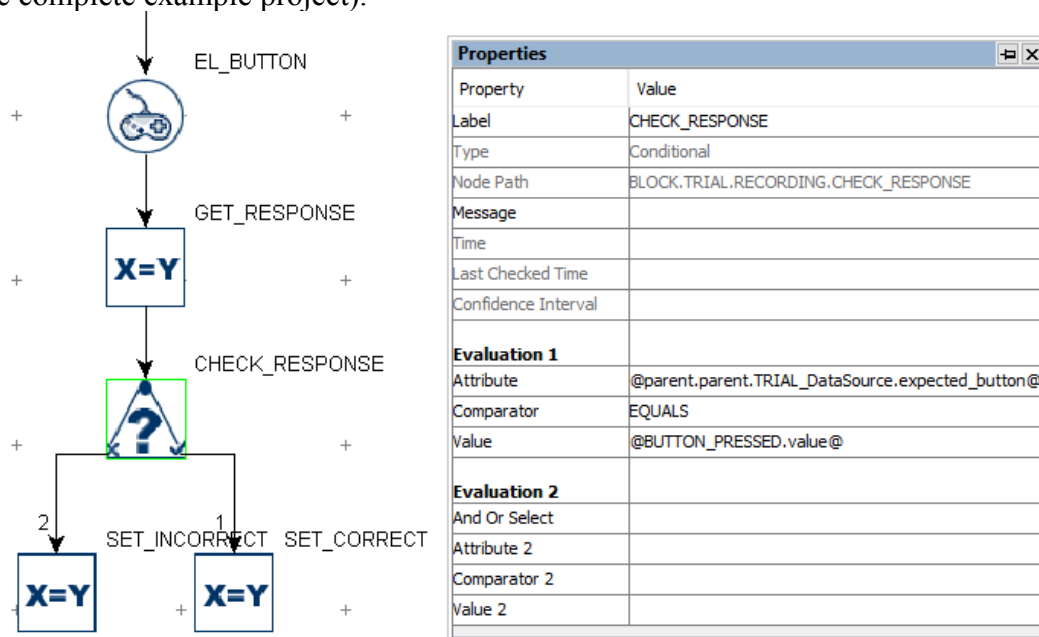 e complete example project).
EL_BUTTON
GET_RESPONSE
X=Y
CHECK_RESPONSE
?
2
1
SET_INCORRECT
SET_CORRECT
X=Y
X=Y
Properties
Property Value
Label CHECK_RESPONSE
Type Conditional
Node Path BLOCK.TRIAL.RECORDING.CHECK_RESPONSE
Message
Time
Last Checked Time
Confidence Interval
Evaluation 1
Attribute @parent.parent.TRIAL_DataSource.expected_button@
Comparator EQUALS
Value @BUTTON_PRESSED.value@
Evaluation 2
And Or Select
Attribute 2
Comparator 2
Value 2